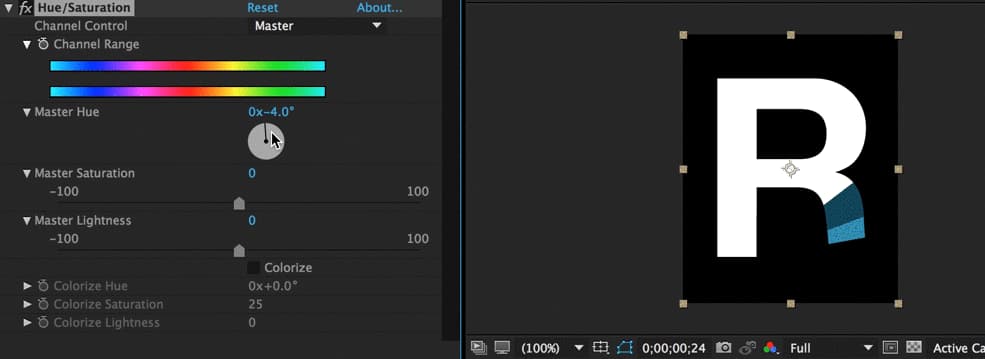 fx Hue/Saturation Reset About...
Channel Control Master
Channel Range
Master Hue 0x-4.0°
Master Saturation 0
-100 100
Master Lightness 0
-100 100
Colorize
Colorize Hue 0x+0.0°
Colorize Saturation 25
Colorize Lightness 0
R
(100%) 0;00;00;24 Full Active Ca